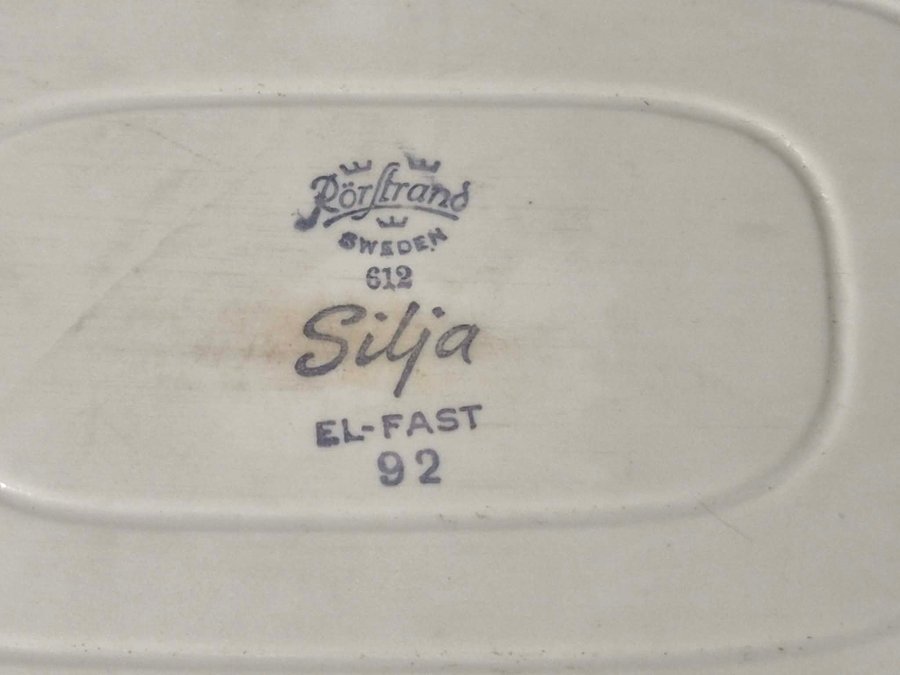 RörStrand
SWEDEN
612
Silja
EL-FAST
92